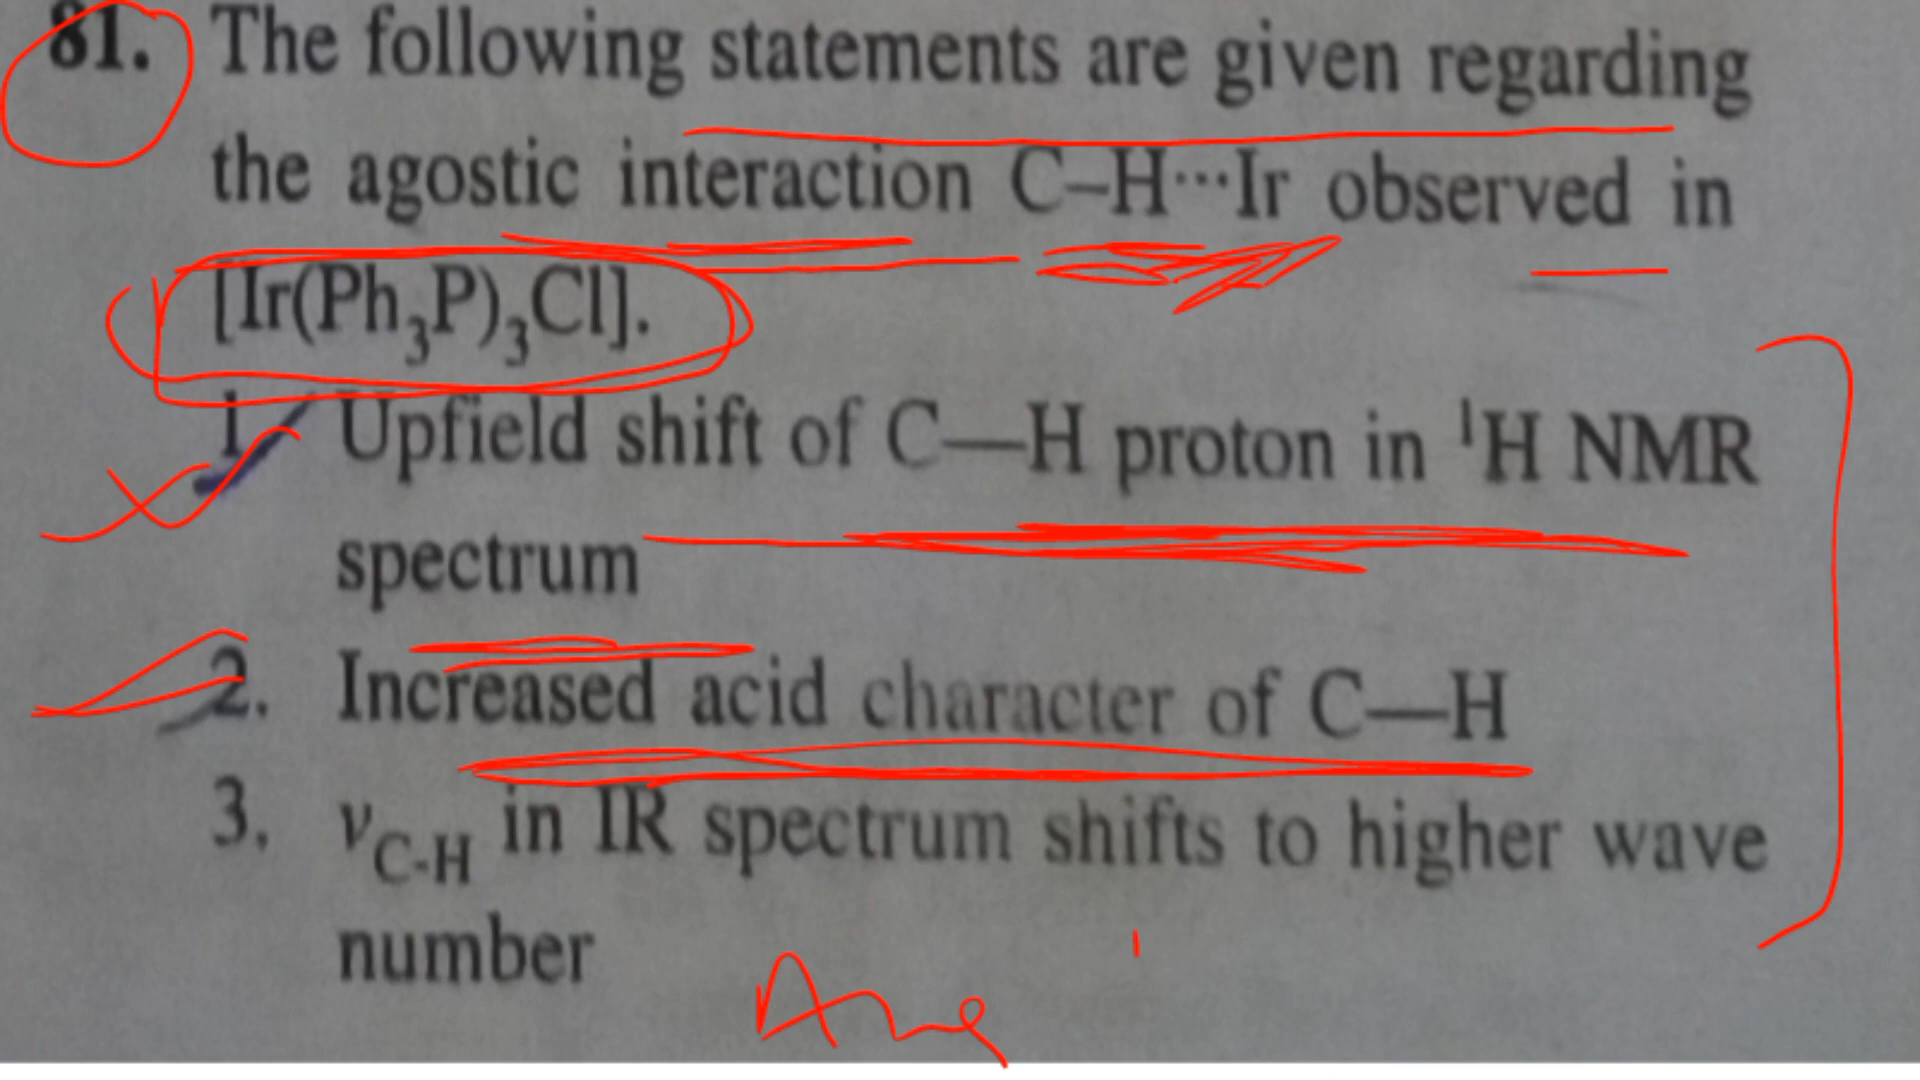 81. The following statements are given regarding
the agostic interaction C–H···Ir observed in
[Ir(Ph₃P)₃Cl].
1. Upfield shift of C—H proton in ¹H NMR
spectrum
2. Increased acid character of C—H
3. ν_C-H in IR spectrum shifts to higher wave
number